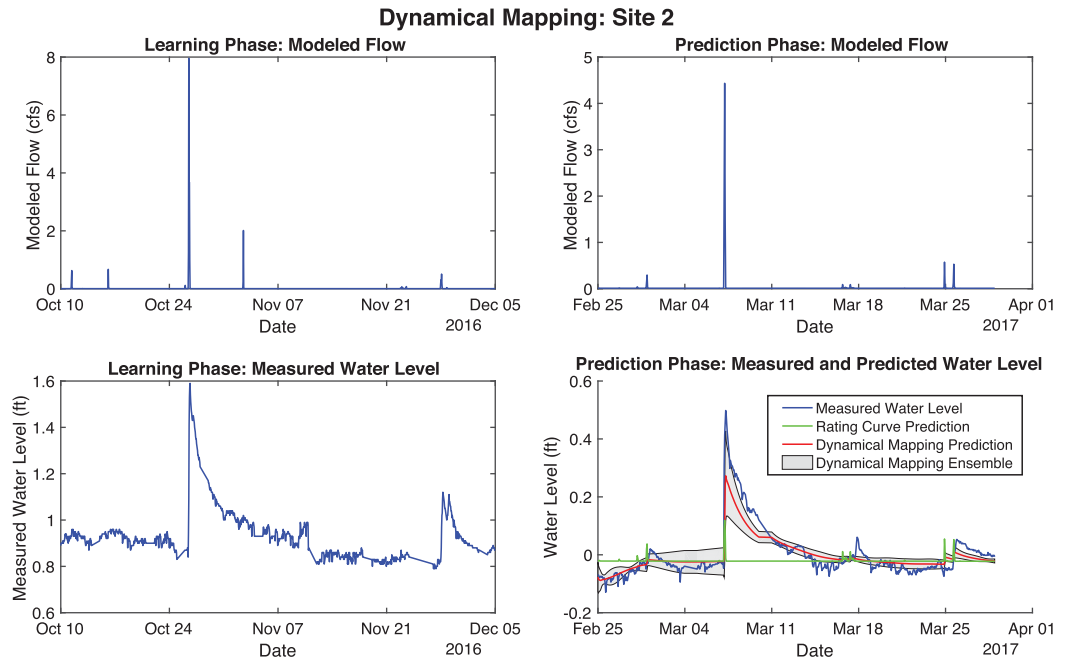 Dynamical Mapping: Site 2
Learning Phase: Modeled Flow
Modeled Flow (cfs)
8
6
4
2
0
Oct 10
Oct 24
Nov 07
Nov 21
Dec 05
Date
2016
Prediction Phase: Modeled Flow
Modeled Flow (cfs)
5
4
3
2
1
0
Feb 25
Mar 04
Mar 11
Mar 18
Mar 25
Apr 01
Date
2017
Learning Phase: Measured Water Level
Measured Water Level (ft)
1.6
1.4
1.2
1
0.8
0.6
Oct 10
Oct 24
Nov 07
Nov 21
Dec 05
Date
2016
Prediction Phase: Measured and Predicted Water Level
Water Level (ft)
0.6
0.4
0.2
0
-0.2
Measured Water Level
Rating Curve Prediction
Dynamical Mapping Prediction
Dynamical Mapping Ensemble
Feb 25
Mar 04
Mar 11
Mar 18
Mar 25
Apr 01
Date
2017